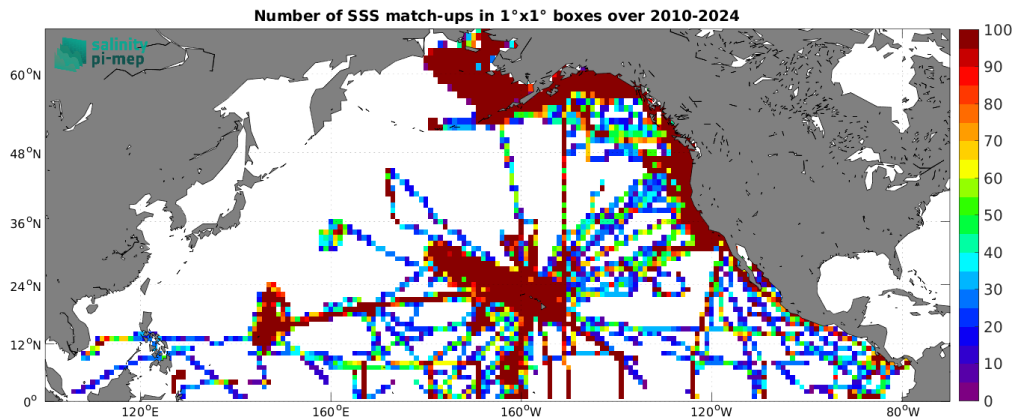 Number of SSS match-ups in 1°x1° boxes over 2010-2024
salinity
pi-mep
60°N
48°N
36°N
24°N
12°N
0°
120°E
160°E
160°W
120°W
80°W
100
90
80
70
60
50
40
30
20
10
0